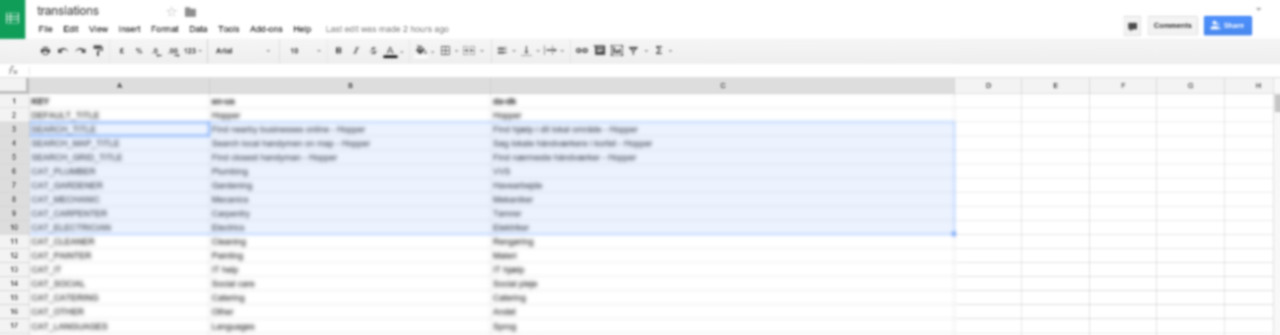 translations
File Edit View Insert Format Data Tools Add-ons Help Last edit was made 2 hours ago Comments Share
£ % .0 .00 123 Arial 10 B I S A Σ
fx
A B C D E F G H
1 KEY en-us da-dk
2 DEFAULT_TITLE Hopper Hopper
3 SEARCH_TITLE Find nearby businesses online - Hopper Find hjælp i dit lokal område - Hopper
4 SEARCH_MAP_TITLE Search local handymen on map - Hopper Søg lokale håndværkere i kortet - Hopper
5 SEARCH_GRID_TITLE Find closest handyman - Hopper Find nærmeste håndværker - Hopper
6 CAT_PLUMBER Plumbing VVS
7 CAT_GARDENER Gardening Havearbejde
8 CAT_MECHANIC Mecanics Mekaniker
9 CAT_CARPENTER Carpentry Tømrer
10 CAT_ELECTRICIAN Electrics Elektriker
11 CAT_CLEANER Cleaning Rengøring
12 CAT_PAINTER Painting Maleri
13 CAT_IT IT help IT hjælp
14 CAT_SOCIAL Social care Social pleje
15 CAT_CATERING Catering Catering
16 CAT_OTHER Other Andet
17 CAT_LANGUAGES Languages Sprog